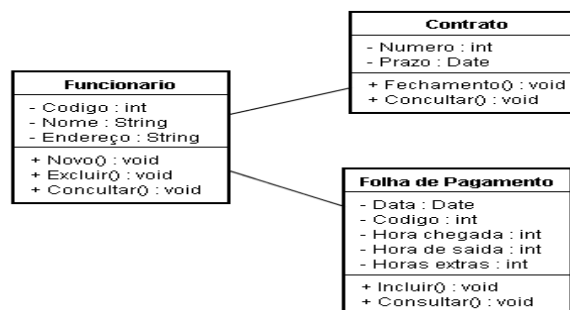 Contrato
- Numero : int
- Prazo : Date
+ Fechamento() : void
+ Concultar() : void
Funcionario
- Codigo : int
- Nome : String
- Endereço : String
+ Novo() : void
+ Excluir() : void
+ Concultar() : void
Folha de Pagamento
- Data : Date
- Codigo : int
- Hora chegada : int
- Hora de saida : int
- Horas extras : int
+ Incluir() : void
+ Consultar() : void